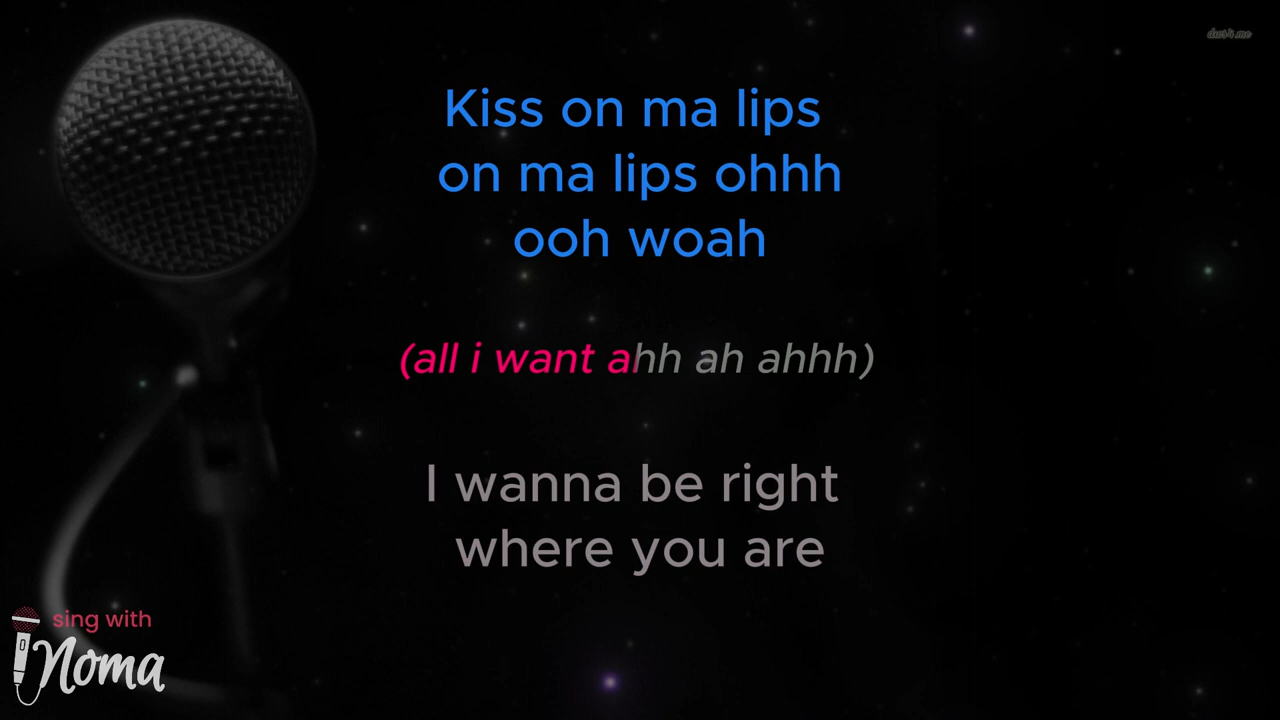 Kiss on ma lips
on ma lips ohhh
ooh woah
(all i want ahh ah ahhh)
I wanna be right
where you are
sing with
Noma